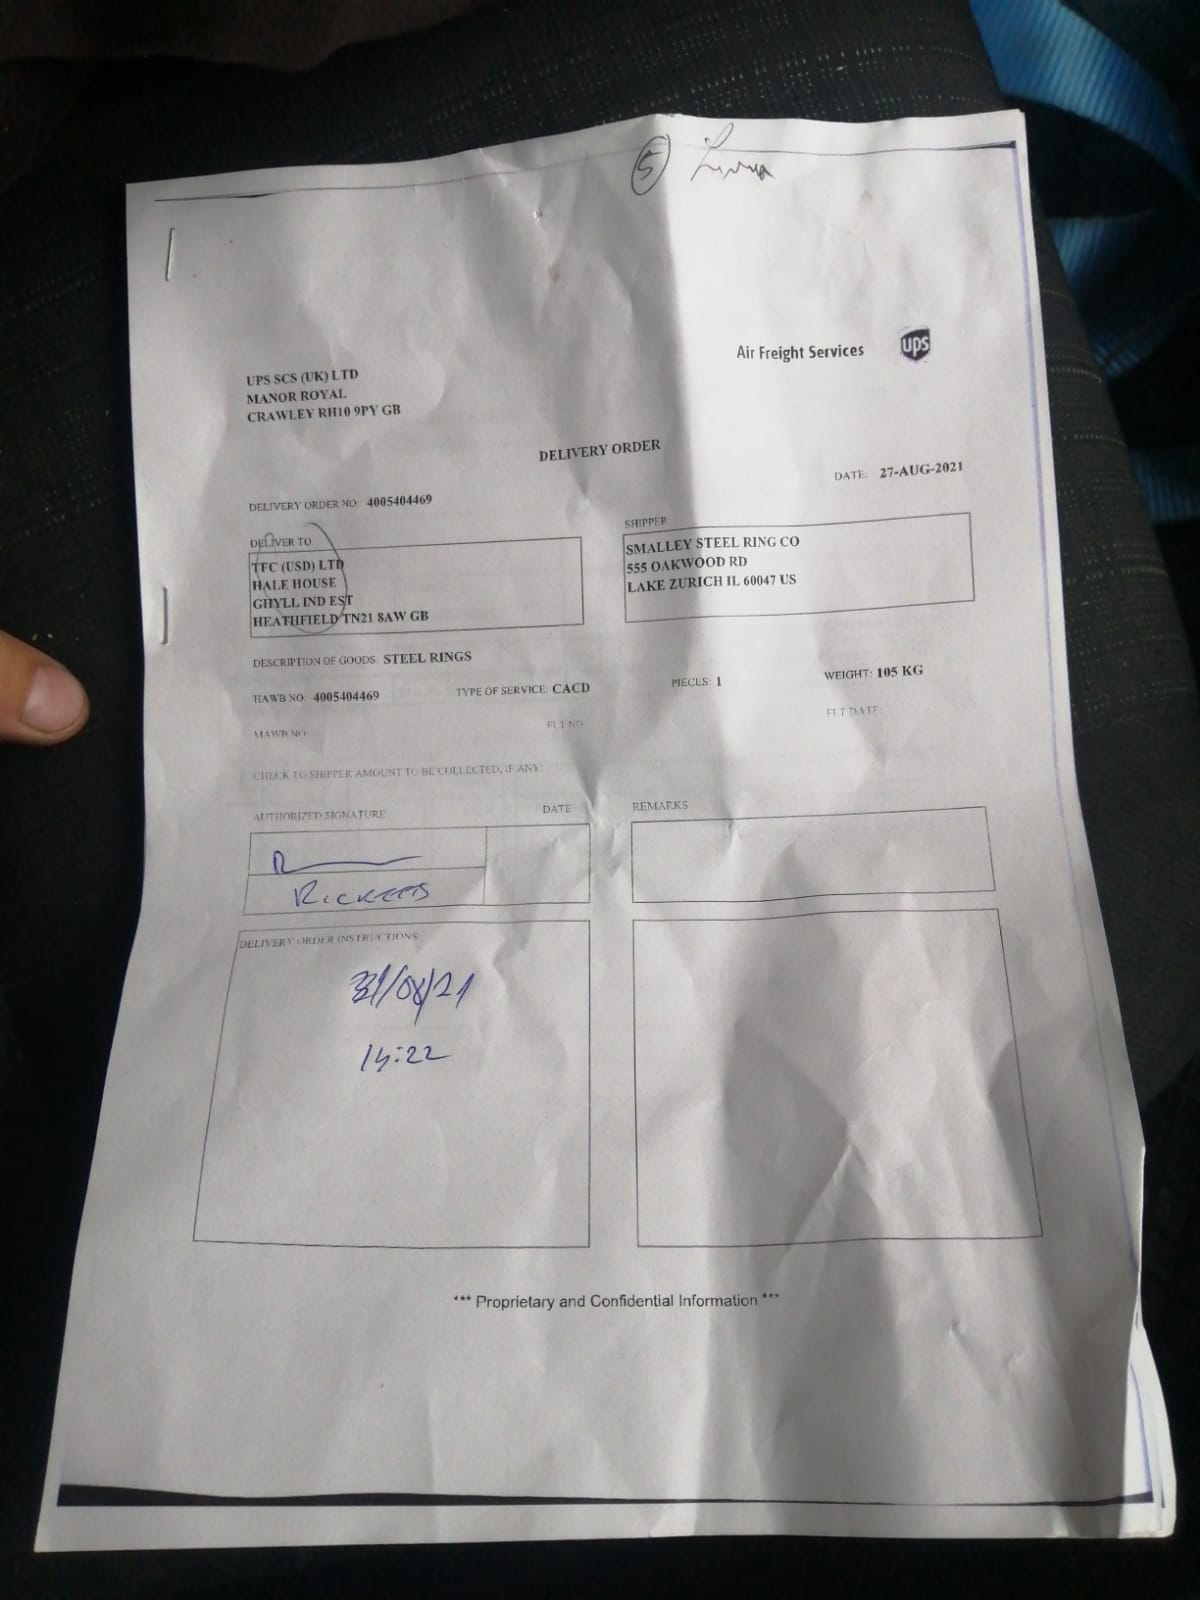 5
Air Freight Services
ups
UPS SCS (UK) LTD
MANOR ROYAL
CRAWLEY RH10 9PY GB
DELIVERY ORDER
DATE: 27-AUG-2021
DELIVERY ORDER NO: 4005404469
DELIVER TO
TFC (USD) LTD
HALE HOUSE
GHYLL IND EST
HEATHFIELD TN21 8AW GB
SHIPPER
SMALLEY STEEL RING CO
555 OAKWOOD RD
LAKE ZURICH IL 60047 US
DESCRIPTION OF GOODS: STEEL RINGS
HAWB NO: 4005404469 TYPE OF SERVICE: CACD PIECES: 1 WEIGHT: 105 KG
MAWB NO: FLT NO: FLT DATE:
CHECK TO SHIPPER AMOUNT TO BE COLLECTED, IF ANY:
AUTHORIZED SIGNATURE DATE REMARKS
DELIVERY ORDER INSTRUCTIONS:
31/08/21
*** Proprietary and Confidential Information ***